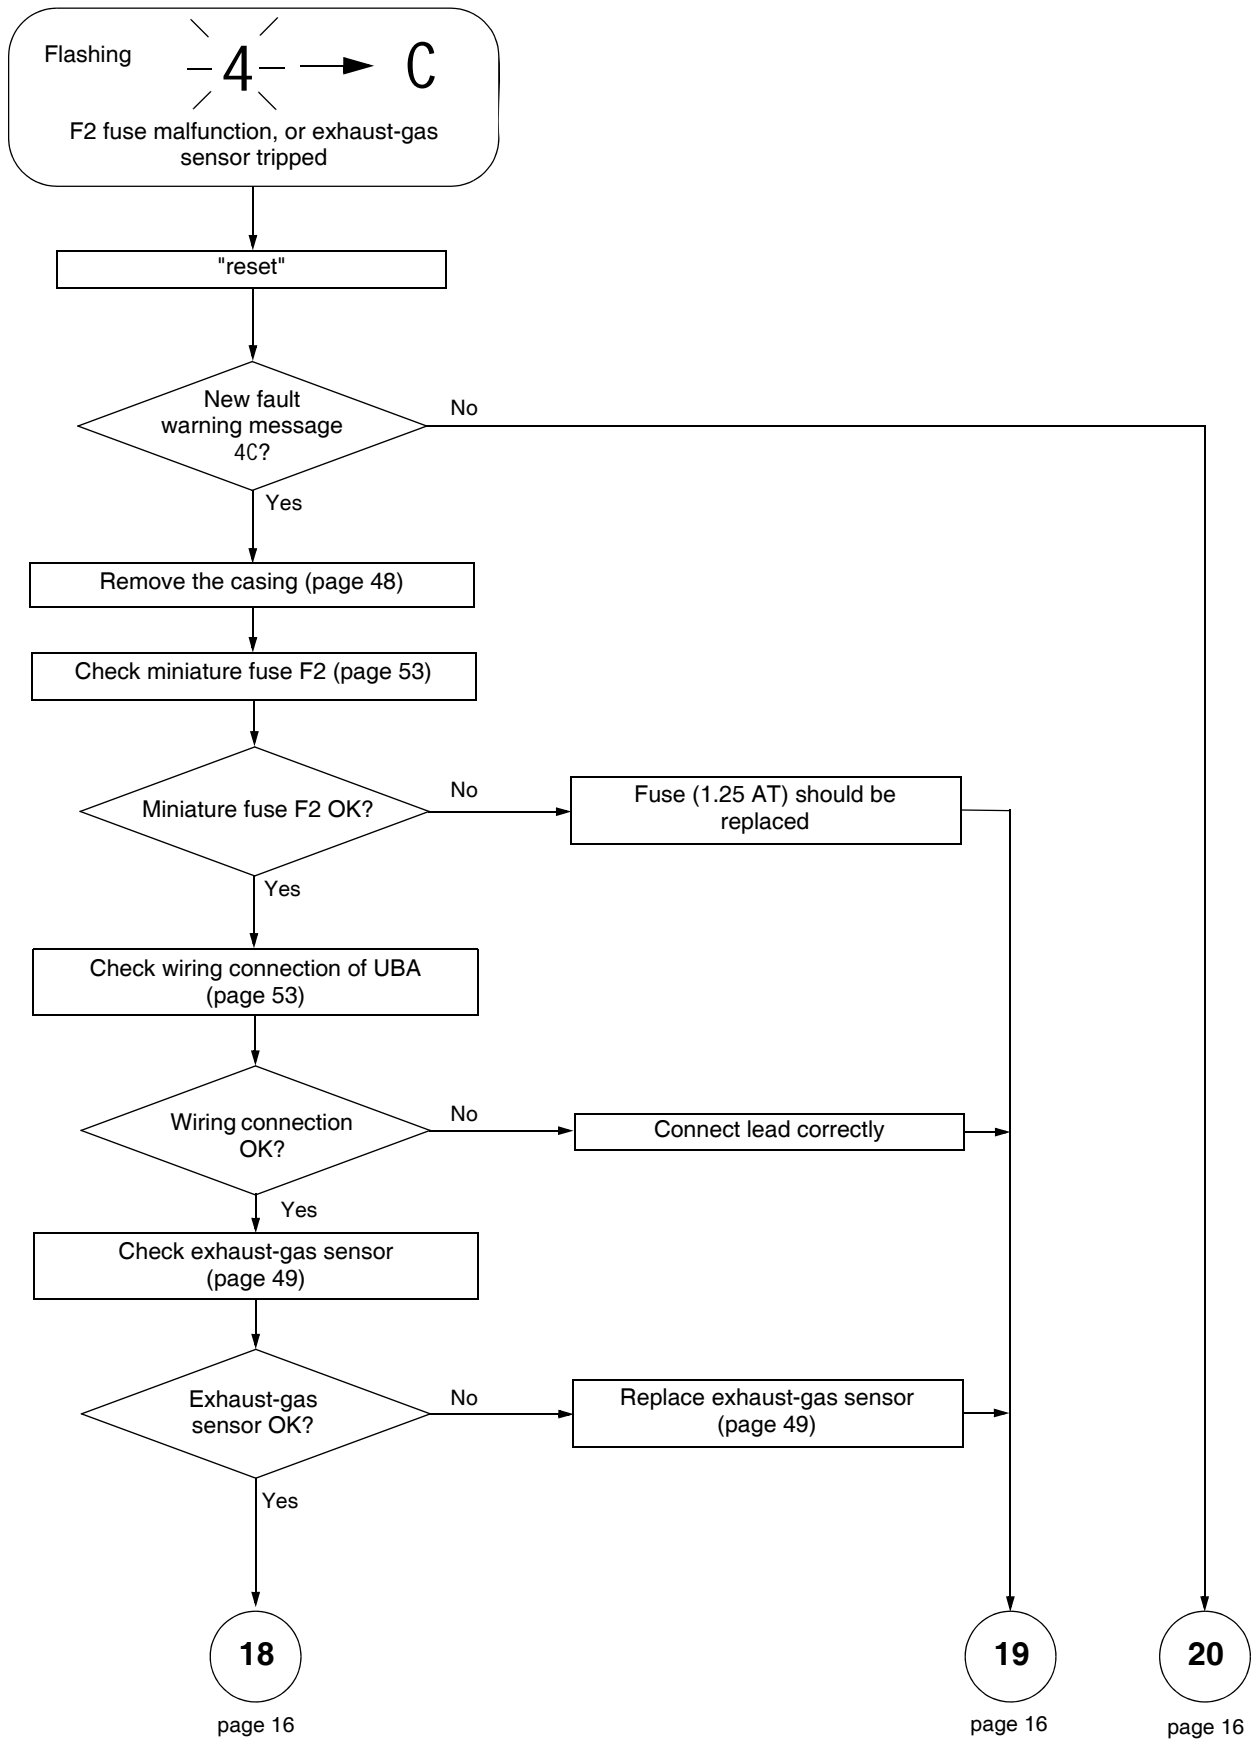 Flashing
4 C
F2 fuse malfunction, or exhaust-gas
sensor tripped
"reset"
New fault
warning message
4C?
No
Yes
Remove the casing (page 48)
Check miniature fuse F2 (page 53)
Miniature fuse F2 OK?
No
Fuse (1.25 AT) should be
replaced
Yes
Check wiring connection of UBA
(page 53)
Wiring connection
OK?
No
Connect lead correctly
Yes
Check exhaust-gas sensor
(page 49)
Exhaust-gas
sensor OK?
No
Replace exhaust-gas sensor
(page 49)
Yes
18
page 16
19
page 16
20
page 16